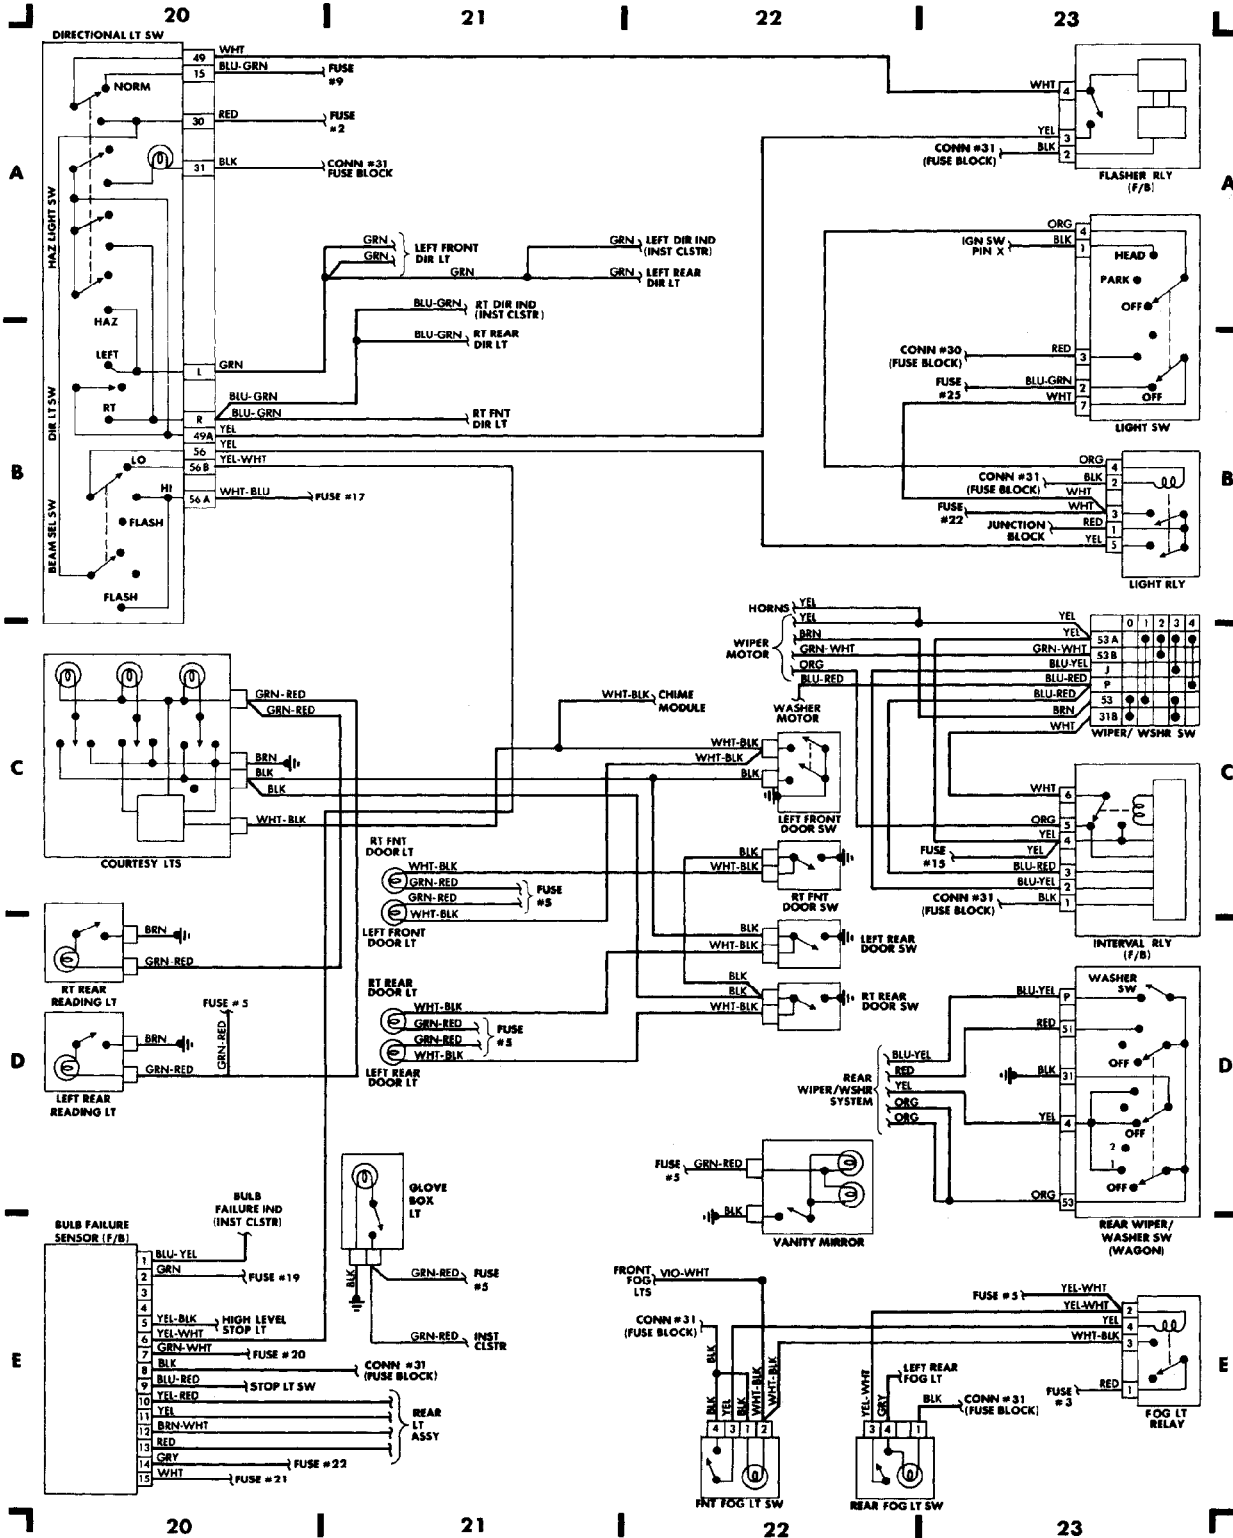 20 21 22 23
DIRECTIONAL LT SW
49 WHT
15 BLU-GRN FUSE #9
NORM
30 RED FUSE #2
31 BLK CONN #31 FUSE BLOCK
A
HAZ LIGHT SW
GRN
GRN
LEFT FRONT DIR LT
GRN
GRN LEFT DIR IND (INST CLSTR)
GRN LEFT REAR DIR LT
BLU-GRN RT DIR IND (INST CLSTR)
BLU-GRN RT REAR DIR LT
HAZ
LEFT
L GRN
DIR LT SW
RT
BLU-GRN
R BLU-GRN RT FNT DIR LT
49A YEL
56 YEL
56 B YEL-WHT
56 A WHT-BLU FUSE #17
B
LO
HI
FLASH
BEAM SEL SW
FLASH
WHT 4
YEL 3
CONN #31 (FUSE BLOCK) BLK 2
FLASHER RLY (F/B)
A
ORG 4
IGN SW PIN X BLK 1
HEAD
PARK
OFF
CONN #30 (FUSE BLOCK) RED 3
FUSE #25 BLU-GRN 2
WHT 7
OFF
LIGHT SW
ORG 4
CONN #31 (FUSE BLOCK) BLK 2
WHT
FUSE #22 WHT 3
JUNCTION BLOCK RED 1
YEL 5
LIGHT RLY
B
HORNS YEL
YEL
WIPER MOTOR
BRN
GRN-WHT
ORG
BLU-RED
WASHER MOTOR
YEL
YEL
GRN-WHT
BLU-YEL
BLU-RED
BLU-RED
BRN
WHT
0 1 2 3 4
53 A
53 B
J
P
53
31 B
WIPER/ WSHR SW
C
GRN-RED
GRN-RED
BRN
BLK
BLK
WHT-BLK
COURTESY LTS
WHT-BLK CHIME MODULE
WHT-BLK
WHT-BLK
BLK
LEFT FRONT DOOR SW
BLK
WHT-BLK
RT FNT DOOR SW
BLK
WHT-BLK
LEFT REAR DOOR SW
BLK
BLK
WHT-BLK
RT REAR DOOR SW
RT FNT DOOR LT
WHT-BLK
GRN-RED
GRN-RED
WHT-BLK
FUSE #5
LEFT FRONT DOOR LT
RT REAR DOOR LT
WHT-BLK
GRN-RED
GRN-RED
WHT-BLK
FUSE #5
LEFT REAR DOOR LT
WHT 6
ORG 5
YEL 4
FUSE #15 YEL
BLU-RED 3
BLU-YEL 2
CONN #31 (FUSE BLOCK) BLK 1
INTERVAL RLY (F/B)
C
BRN
GRN-RED
RT REAR READING LT
FUSE #5
GRN-RED
BRN
GRN-RED
LEFT REAR READING LT
D
WASHER SW
BLU-YEL P
RED 51
BLK 31
YEL 4
ORG 53
OFF
OFF
2
1
OFF
REAR WIPER/WSHR SYSTEM
BLU-YEL
RED
YEL
ORG
ORG
REAR WIPER/ WASHER SW (WAGON)
D
FUSE #5 GRN-RED
BLK
VANITY MIRROR
GLOVE BOX LT
BLK
GRN-RED FUSE #5
GRN-RED INST CLSTR
BULB FAILURE IND (INST CLSTR)
BULB FAILURE SENSOR (F/B)
1 BLU-YEL
2 GRN FUSE #19
3
4
5 YEL-BLK HIGH LEVEL STOP LT
6 YEL-WHT
7 GRN-WHT FUSE #20
8 BLK CONN #31 (FUSE BLOCK)
9 BLU-RED STOP LT SW
10 YEL-RED
11 YEL
12 BRN-WHT
13 RED
REAR LT ASSY
14 GRY FUSE #22
15 WHT FUSE #21
E
FRONT FOG LTS VIO-WHT
CONN #31 (FUSE BLOCK)
BLK
BLK
YEL
BLK
WHT-BLK
WHT-BLK
4 3 1 2
FNT FOG LT SW
YEL-WHT
GRY
LEFT REAR FOG LT
BLK CONN #31 (FUSE BLOCK)
3 4 1
REAR FOG LT SW
FUSE #5 YEL-WHT
YEL-WHT 2
YEL 4
WHT-BLK 3
FUSE #3 RED 1
FOG LT RELAY
E
20 21 22 23